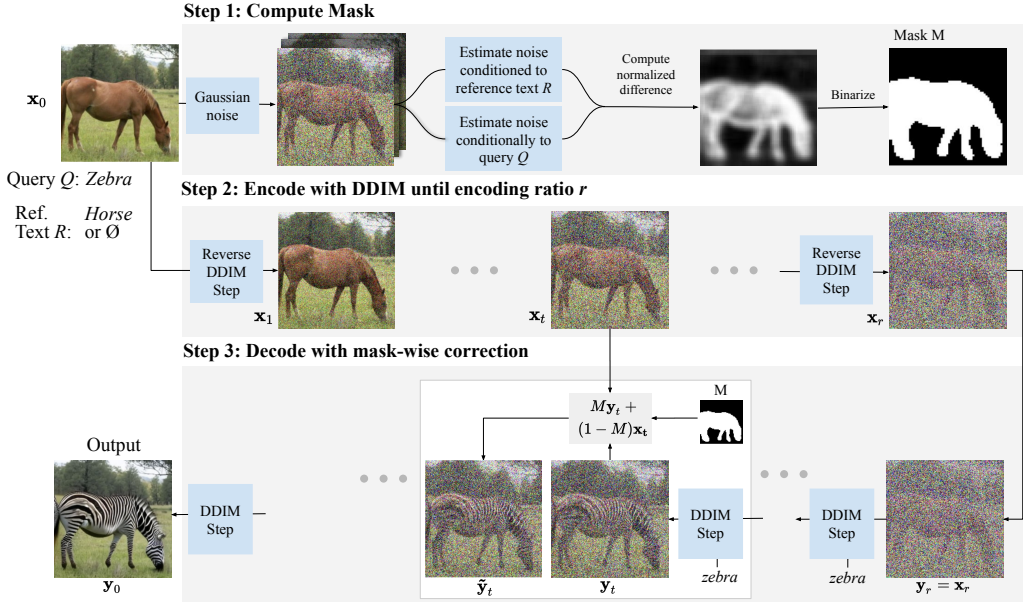 Step 1: Compute Mask
x₀
Gaussian
noise
Estimate noise
conditioned to
reference text R
Estimate noise
conditionally to
query Q
Compute
normalized
difference
Binarize
Mask M
Query Q: Zebra
Ref. Horse
Text R: or Ø
Step 2: Encode with DDIM until encoding ratio r
Reverse
DDIM
Step
x₁
xₜ
Reverse
DDIM
Step
xᵣ
Step 3: Decode with mask-wise correction
Myₜ +
(1 − M)xₜ
M
Output
DDIM
Step
DDIM
Step
DDIM
Step
zebra
zebra
y₀
ỹₜ
yₜ
yᵣ = xᵣ